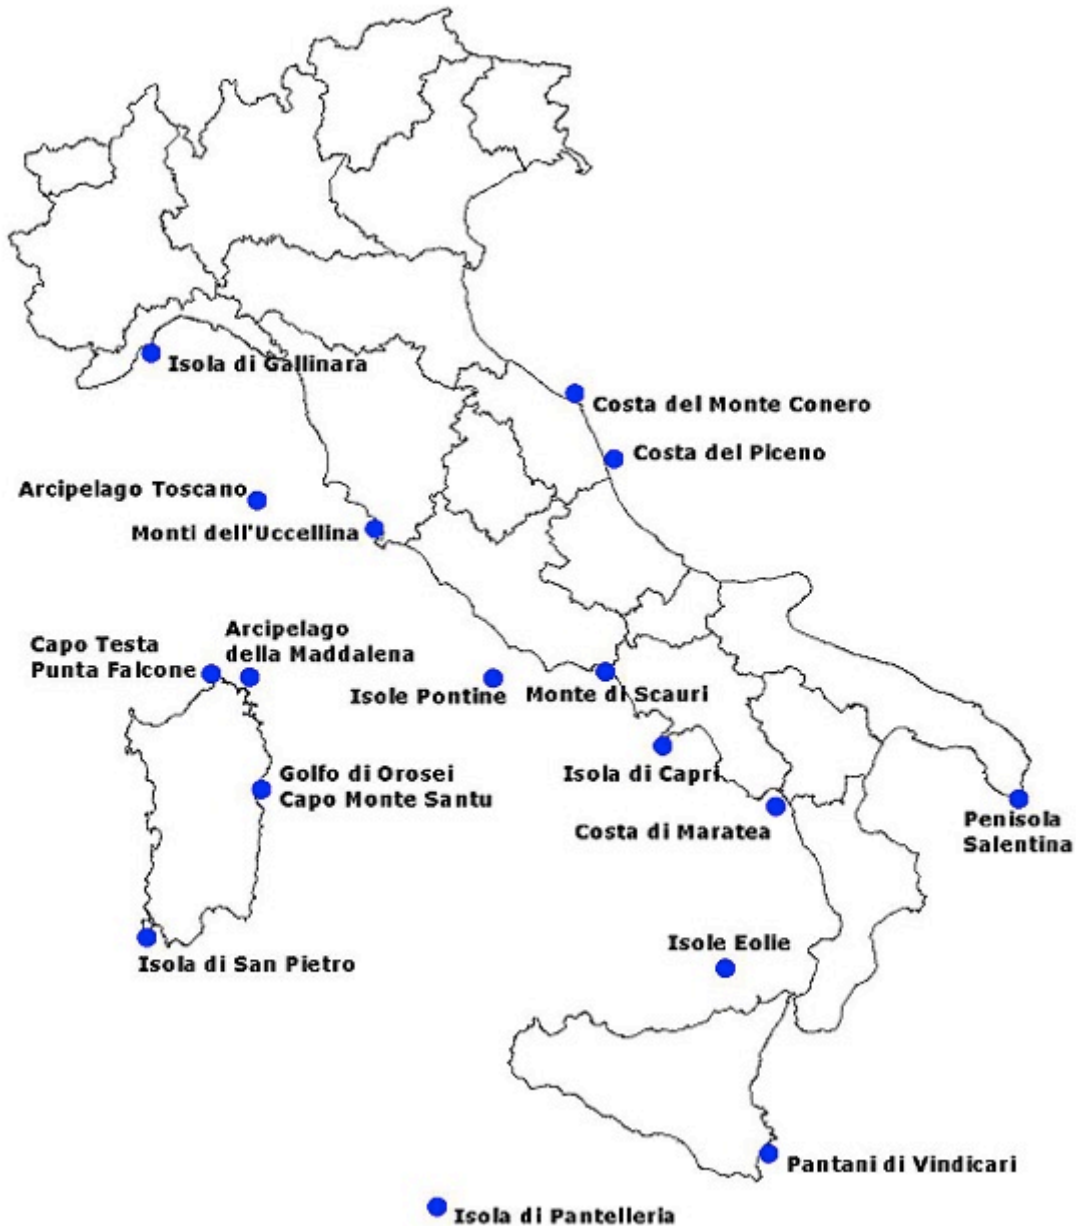 Isola di Gallinara
Costa del Monte Conero
Costa del Piceno
Arcipelago Toscano
Monti dell'Uccellina
Capo Testa
Punta Falcone
Arcipelago
della Maddalena
Isole Pontine
Monte di Scauri
Isola di Capri
Golfo di Orosei
Capo Monte Santu
Costa di Maratea
Penisola
Salentina
Isole Eolie
Isola di San Pietro
Pantani di Vindicari
Isola di Pantelleria